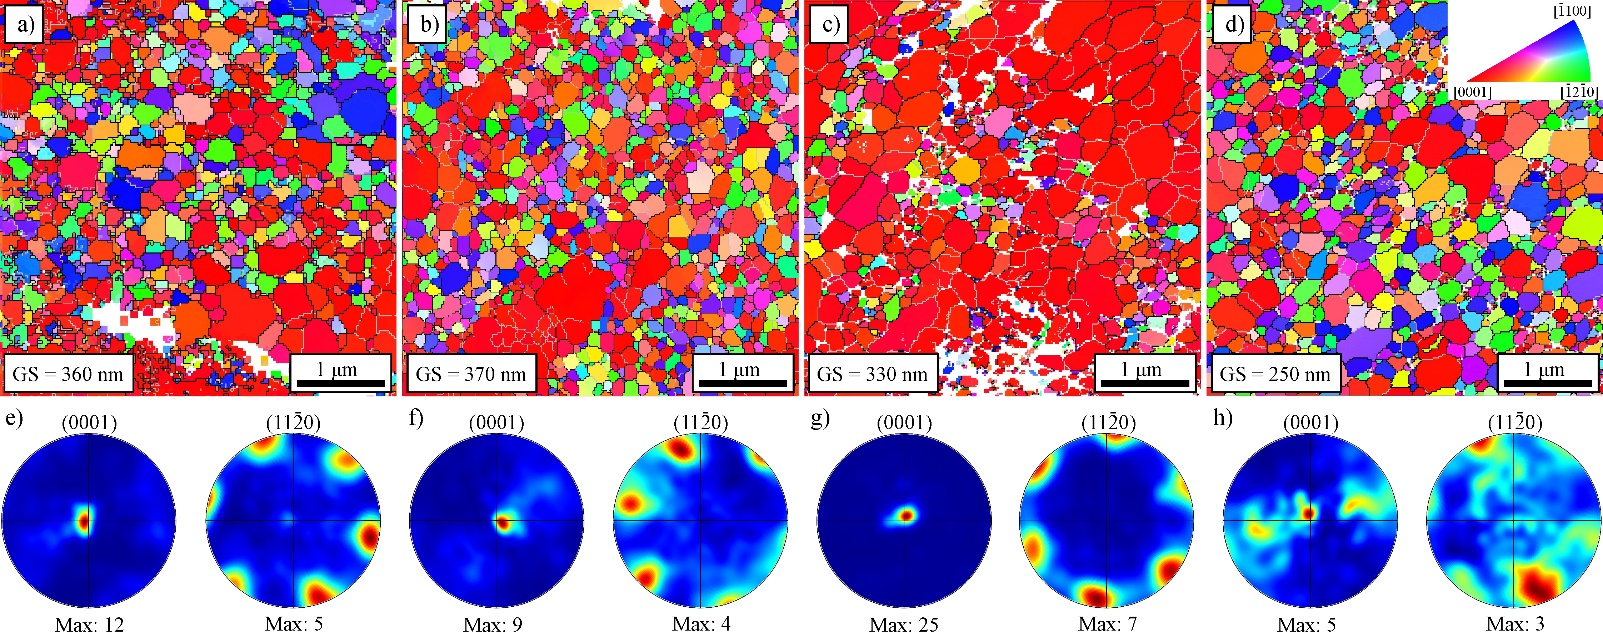 a)
b)
c)
d)
[1̄100]
[0001]
[1̄21̄0]
GS = 360 nm
1 μm
GS = 370 nm
1 μm
GS = 330 nm
1 μm
GS = 250 nm
1 μm
e)
(0001)
(112̄0)
f)
(0001)
(112̄0)
g)
(0001)
(112̄0)
h)
(0001)
(112̄0)
Max: 12
Max: 5
Max: 9
Max: 4
Max: 25
Max: 7
Max: 5
Max: 3